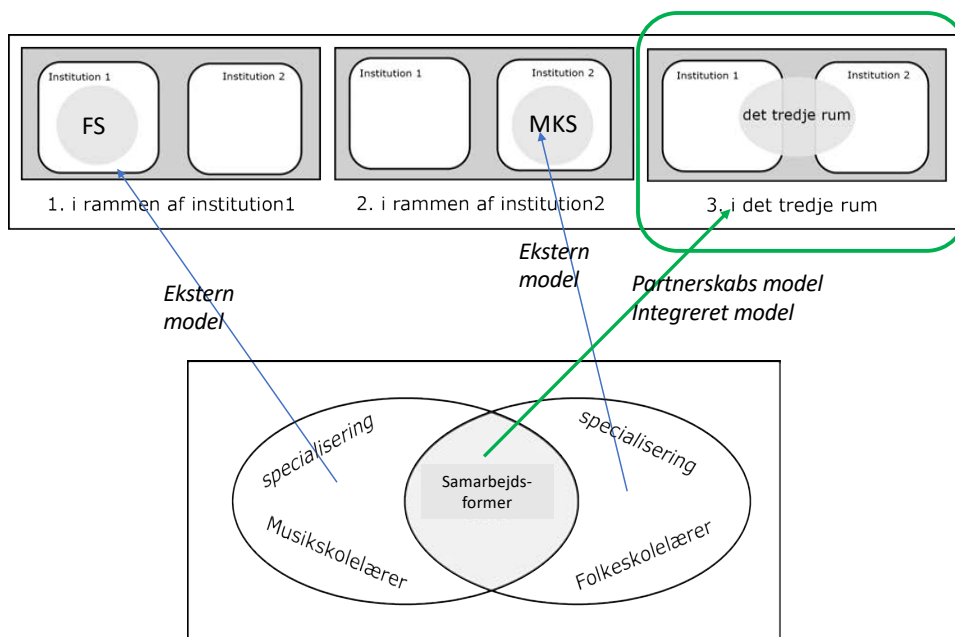 Institution 1
Institution 2
FS
1. i rammen af institution1
Institution 1
Institution 2
MKS
2. i rammen af institution2
Institution 1
Institution 2
det tredje rum
3. i det tredje rum
Ekstern
model
Ekstern
model
Partnerskabs model
Integreret model
specialisering
Musikskolelærer
Samarbejds-
former
specialisering
Folkeskolelærer